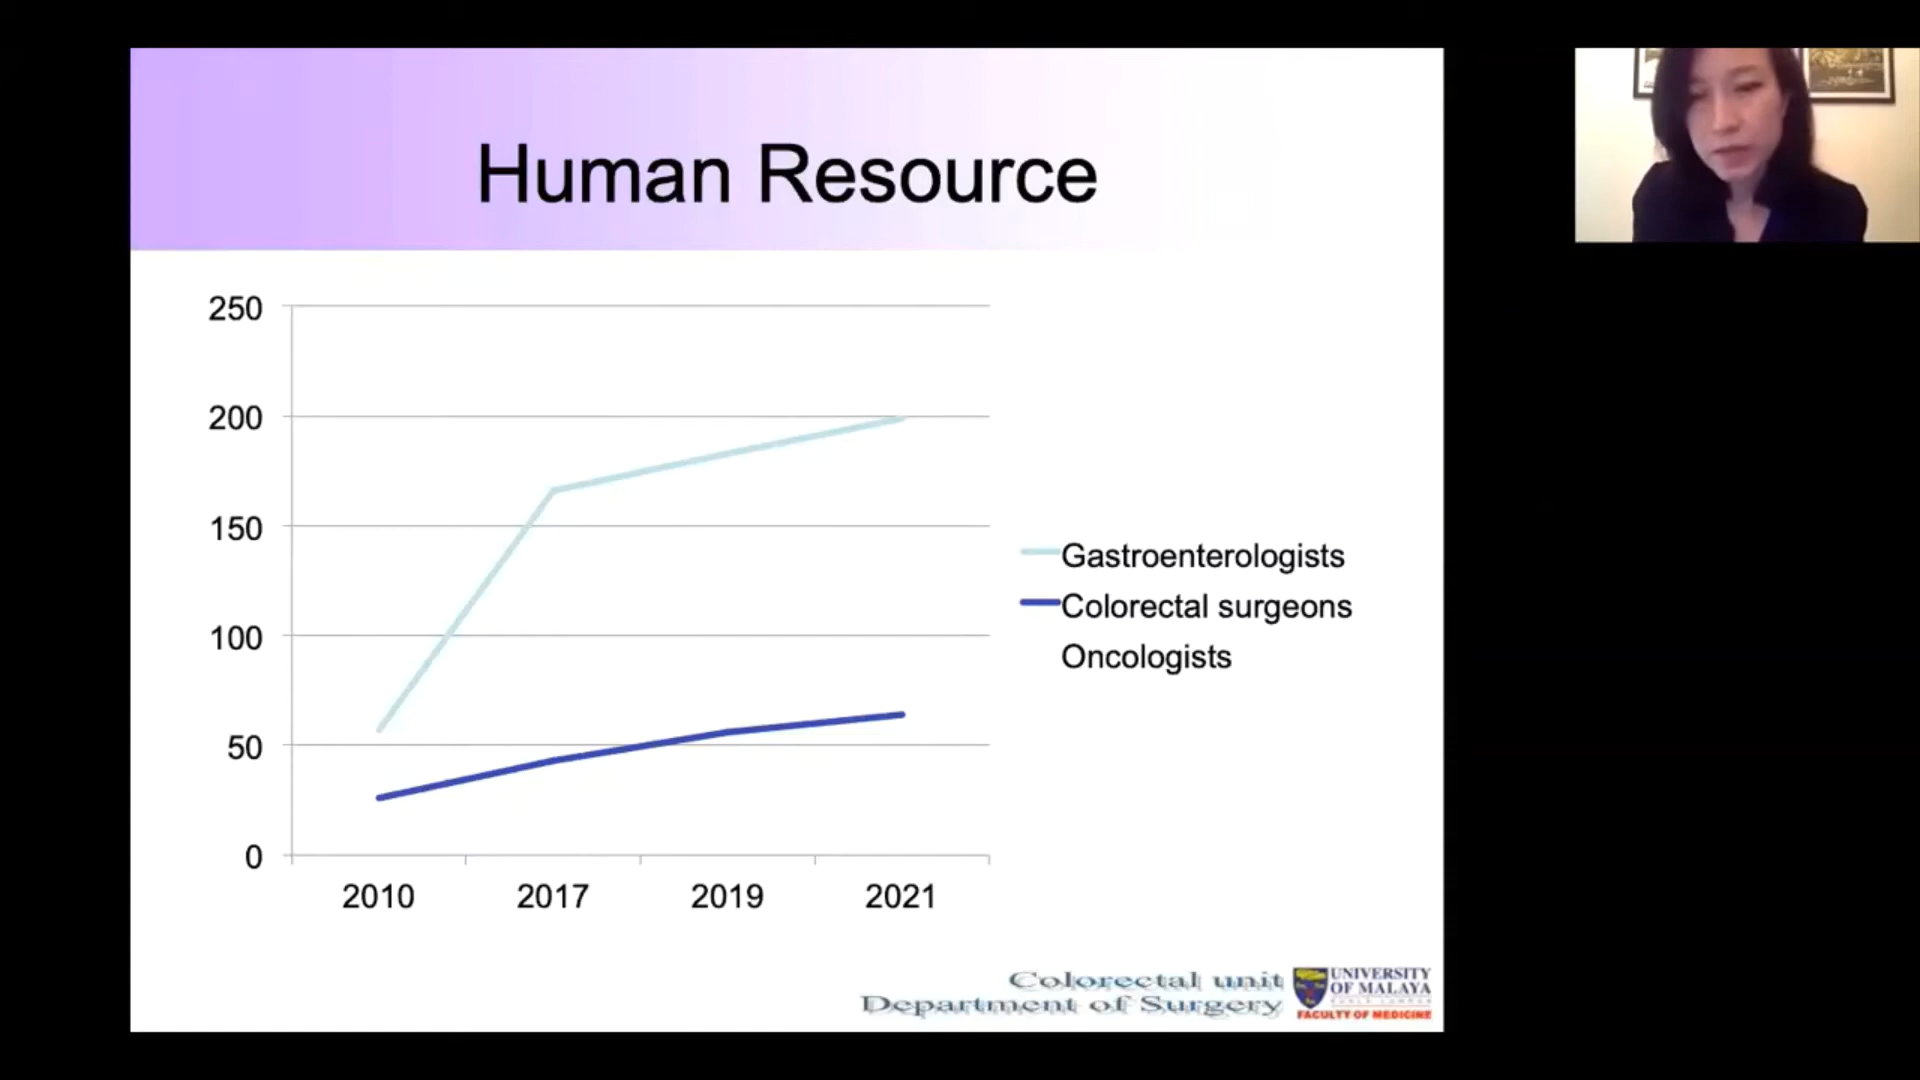 Human Resource
250
200
150
100
50
0
2010 2017 2019 2021
Gastroenterologists
Colorectal surgeons
Oncologists
Colorectal unit
Department of Surgery
UNIVERSITY
OF MALAYA
FACULTY OF MEDICINE